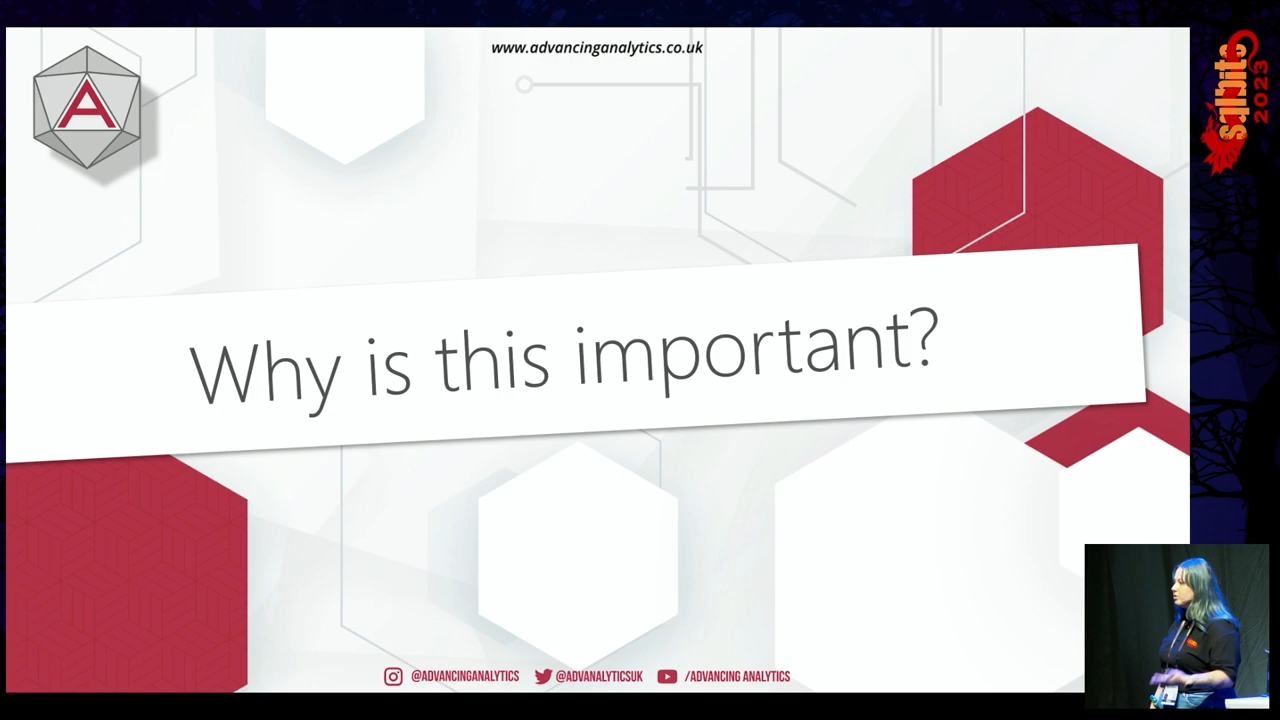 www.advancinganalytics.co.uk
A
sqlbits
2023
Why is this important?
@ADVANCINGANALYTICS
@ADVANALYTICSUK
/ADVANCING ANALYTICS